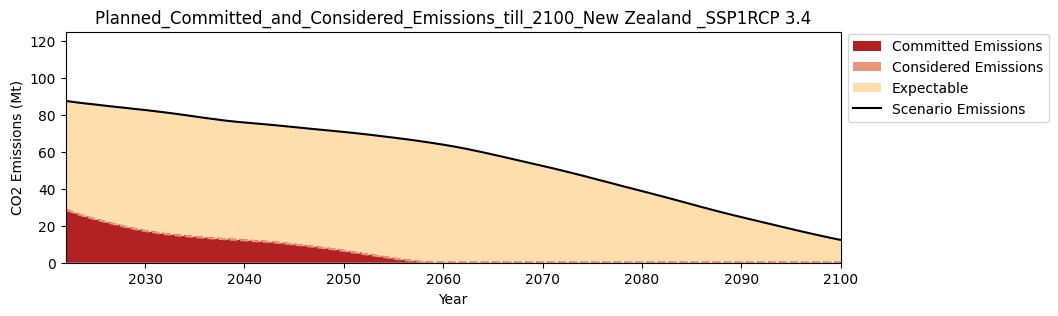 Planned_Committed_and_Considered_Emissions_till_2100_New Zealand _SSP1RCP 3.4
CO2 Emissions (Mt)
120
100
80
60
40
20
0
2030
2040
2050
2060
2070
2080
2090
2100
Year
Committed Emissions
Considered Emissions
Expectable
Scenario Emissions